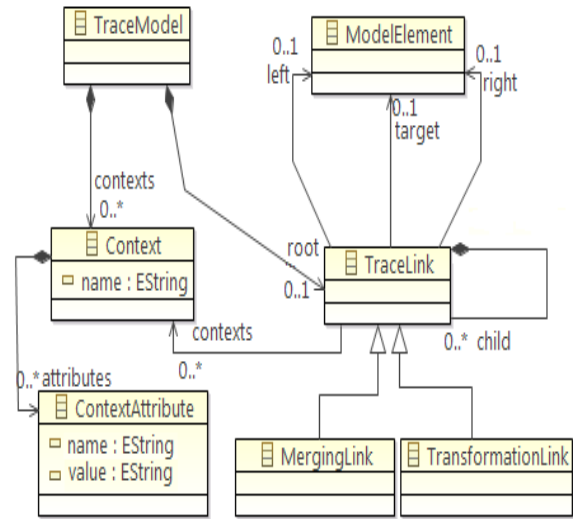 TraceModel
ModelElement
0..1
left
0..1
right
0..1
target
contexts
0..*
Context
name : EString
root
0..1
TraceLink
contexts
0..*
0..* child
0..* attributes
ContextAttribute
name : EString
value : EString
MergingLink
TransformationLink